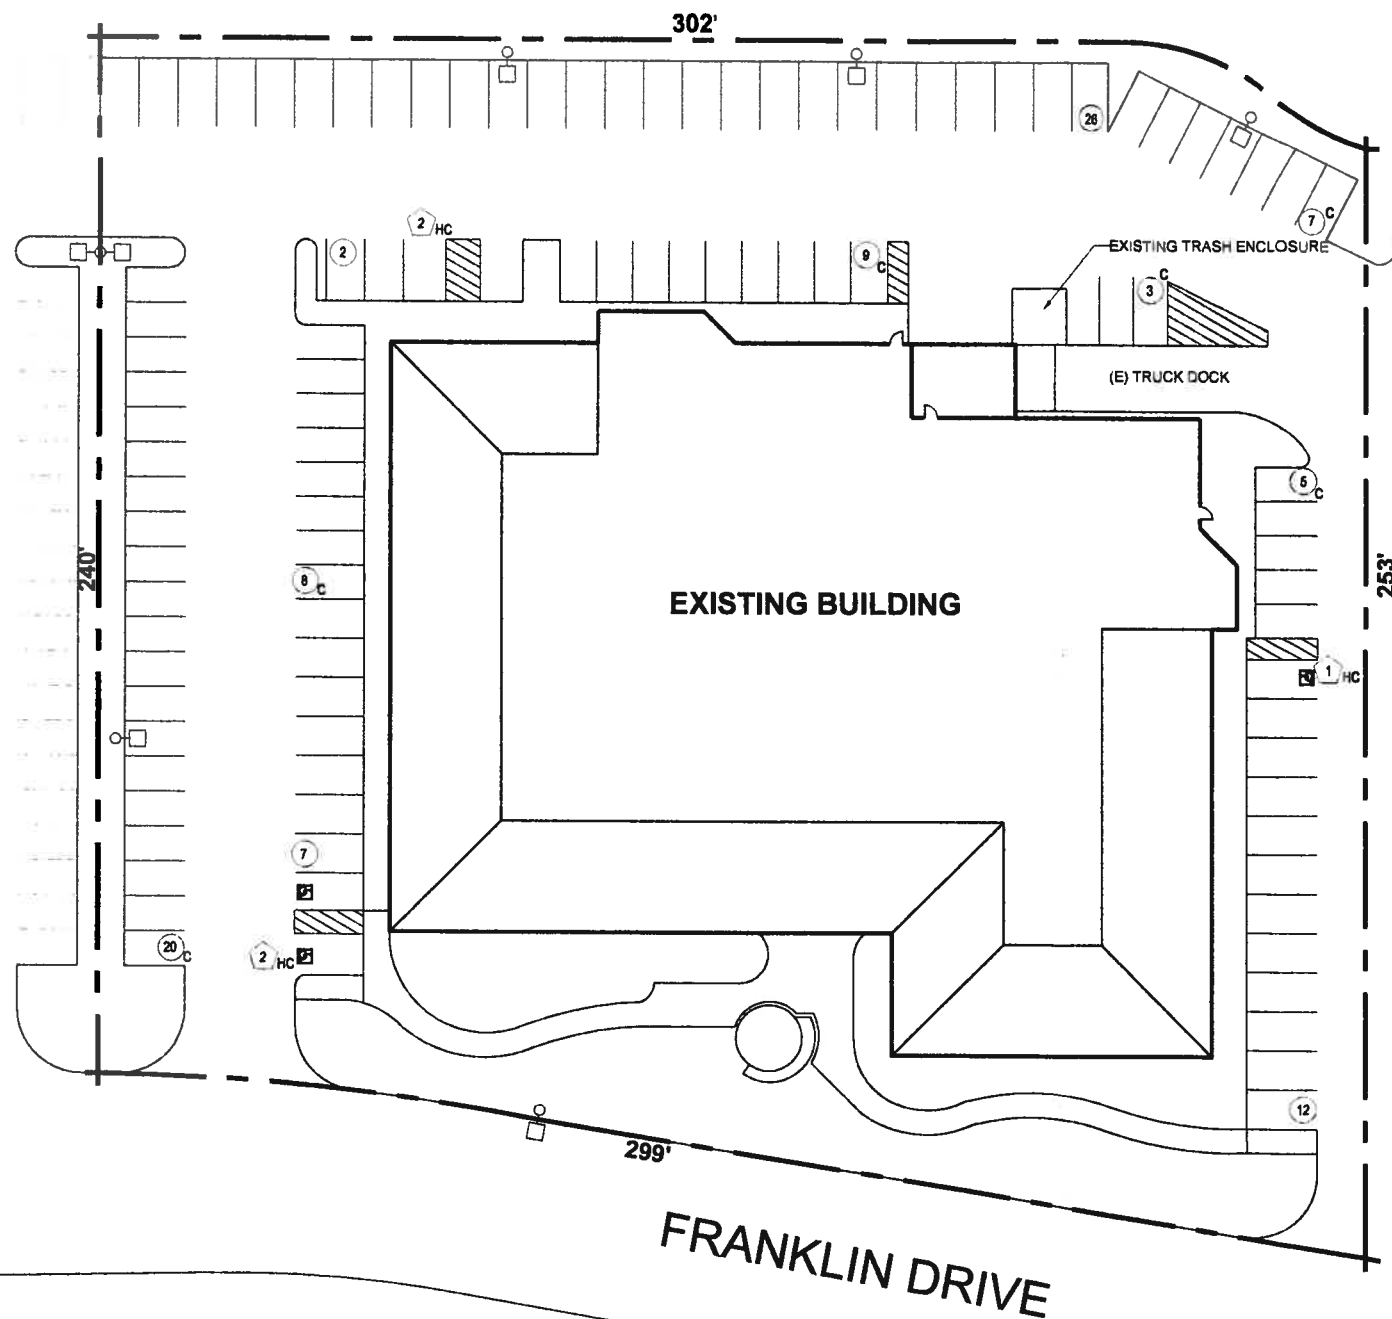 302'
26
7 C
2 HC
2
9 C
EXISTING TRASH ENCLOSURE
3 C
(E) TRUCK DOCK
5 C
240'
8 C
EXISTING BUILDING
253'
1 HC
7
20 C
2 HC
12
299'
FRANKLIN DRIVE